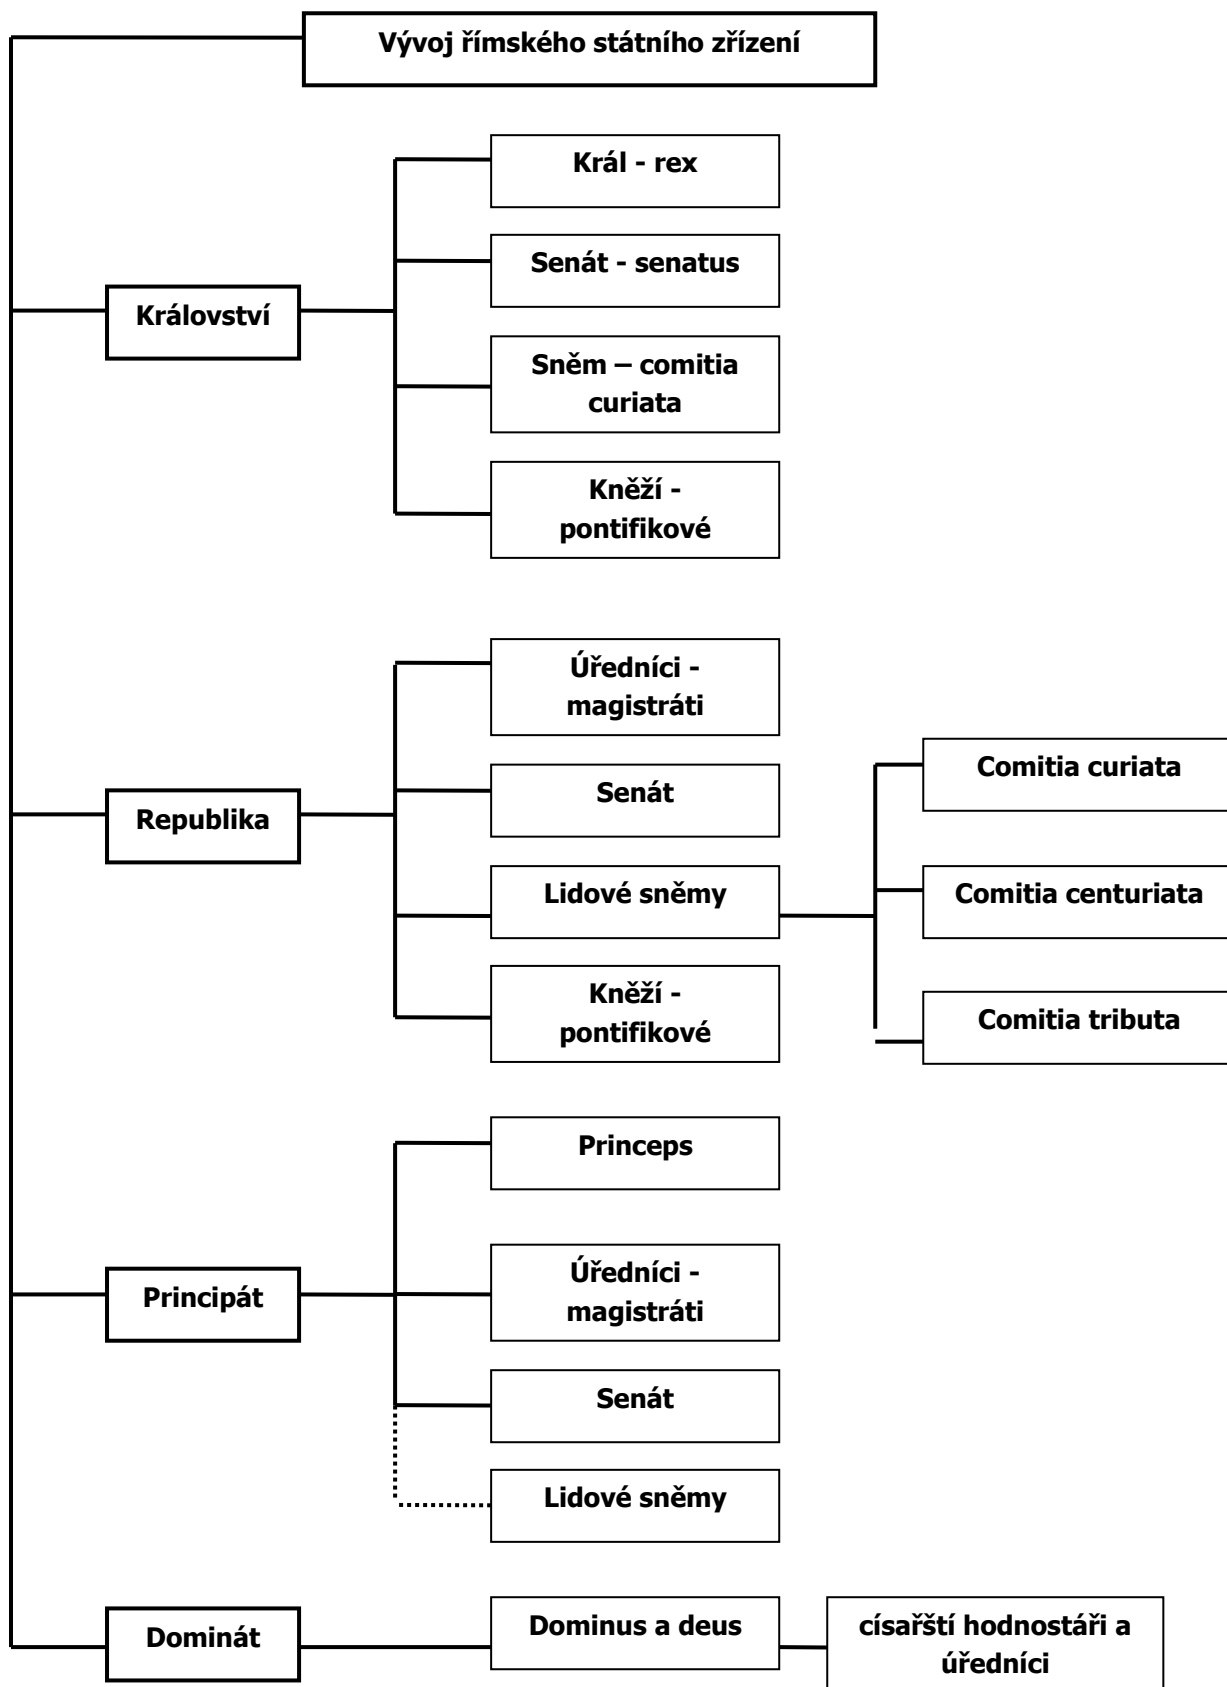 Vývoj římského státního zřízení
Král - rex
Senát - senatus
Království
Sněm – comitia
curiata
Kněží -
pontifikové
Úředníci -
magistráti
Comitia curiata
Senát
Republika
Lidové sněmy
Comitia centuriata
Kněží -
pontifikové
Comitia tributa
Princeps
Úředníci -
magistráti
Principát
Senát
Lidové sněmy
Dominát
Dominus a deus
císařští hodnostáři a
úředníci